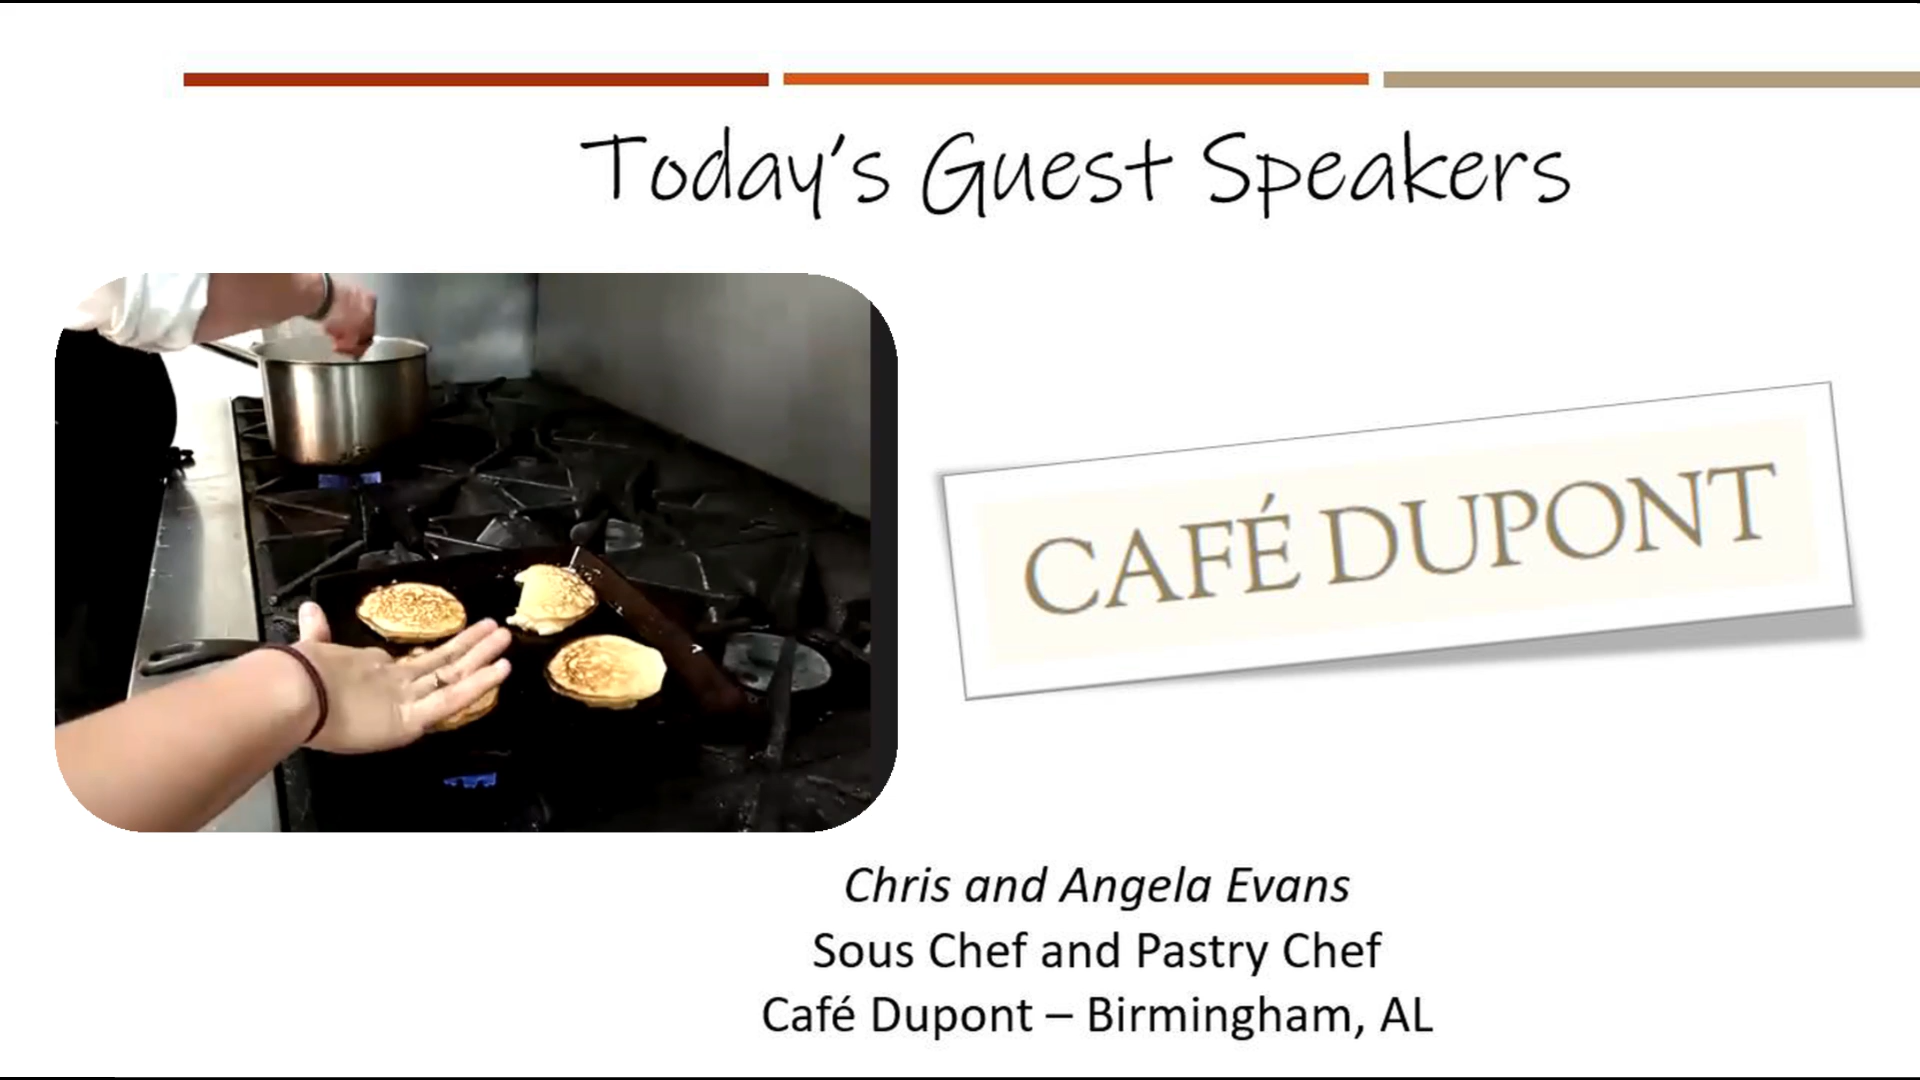 Today's Guest Speakers
CAFÉ DUPONT
Chris and Angela Evans
Sous Chef and Pastry Chef
Café Dupont – Birmingham, AL